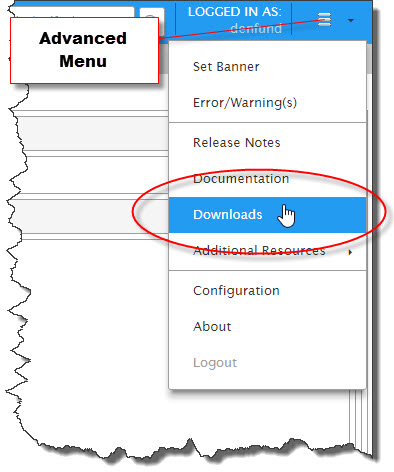 LOGGED IN AS:
denfund
Advanced
Menu
Set Banner
Error/Warning(s)
Release Notes
Documentation
Downloads
Additional Resources
Configuration
About
Logout